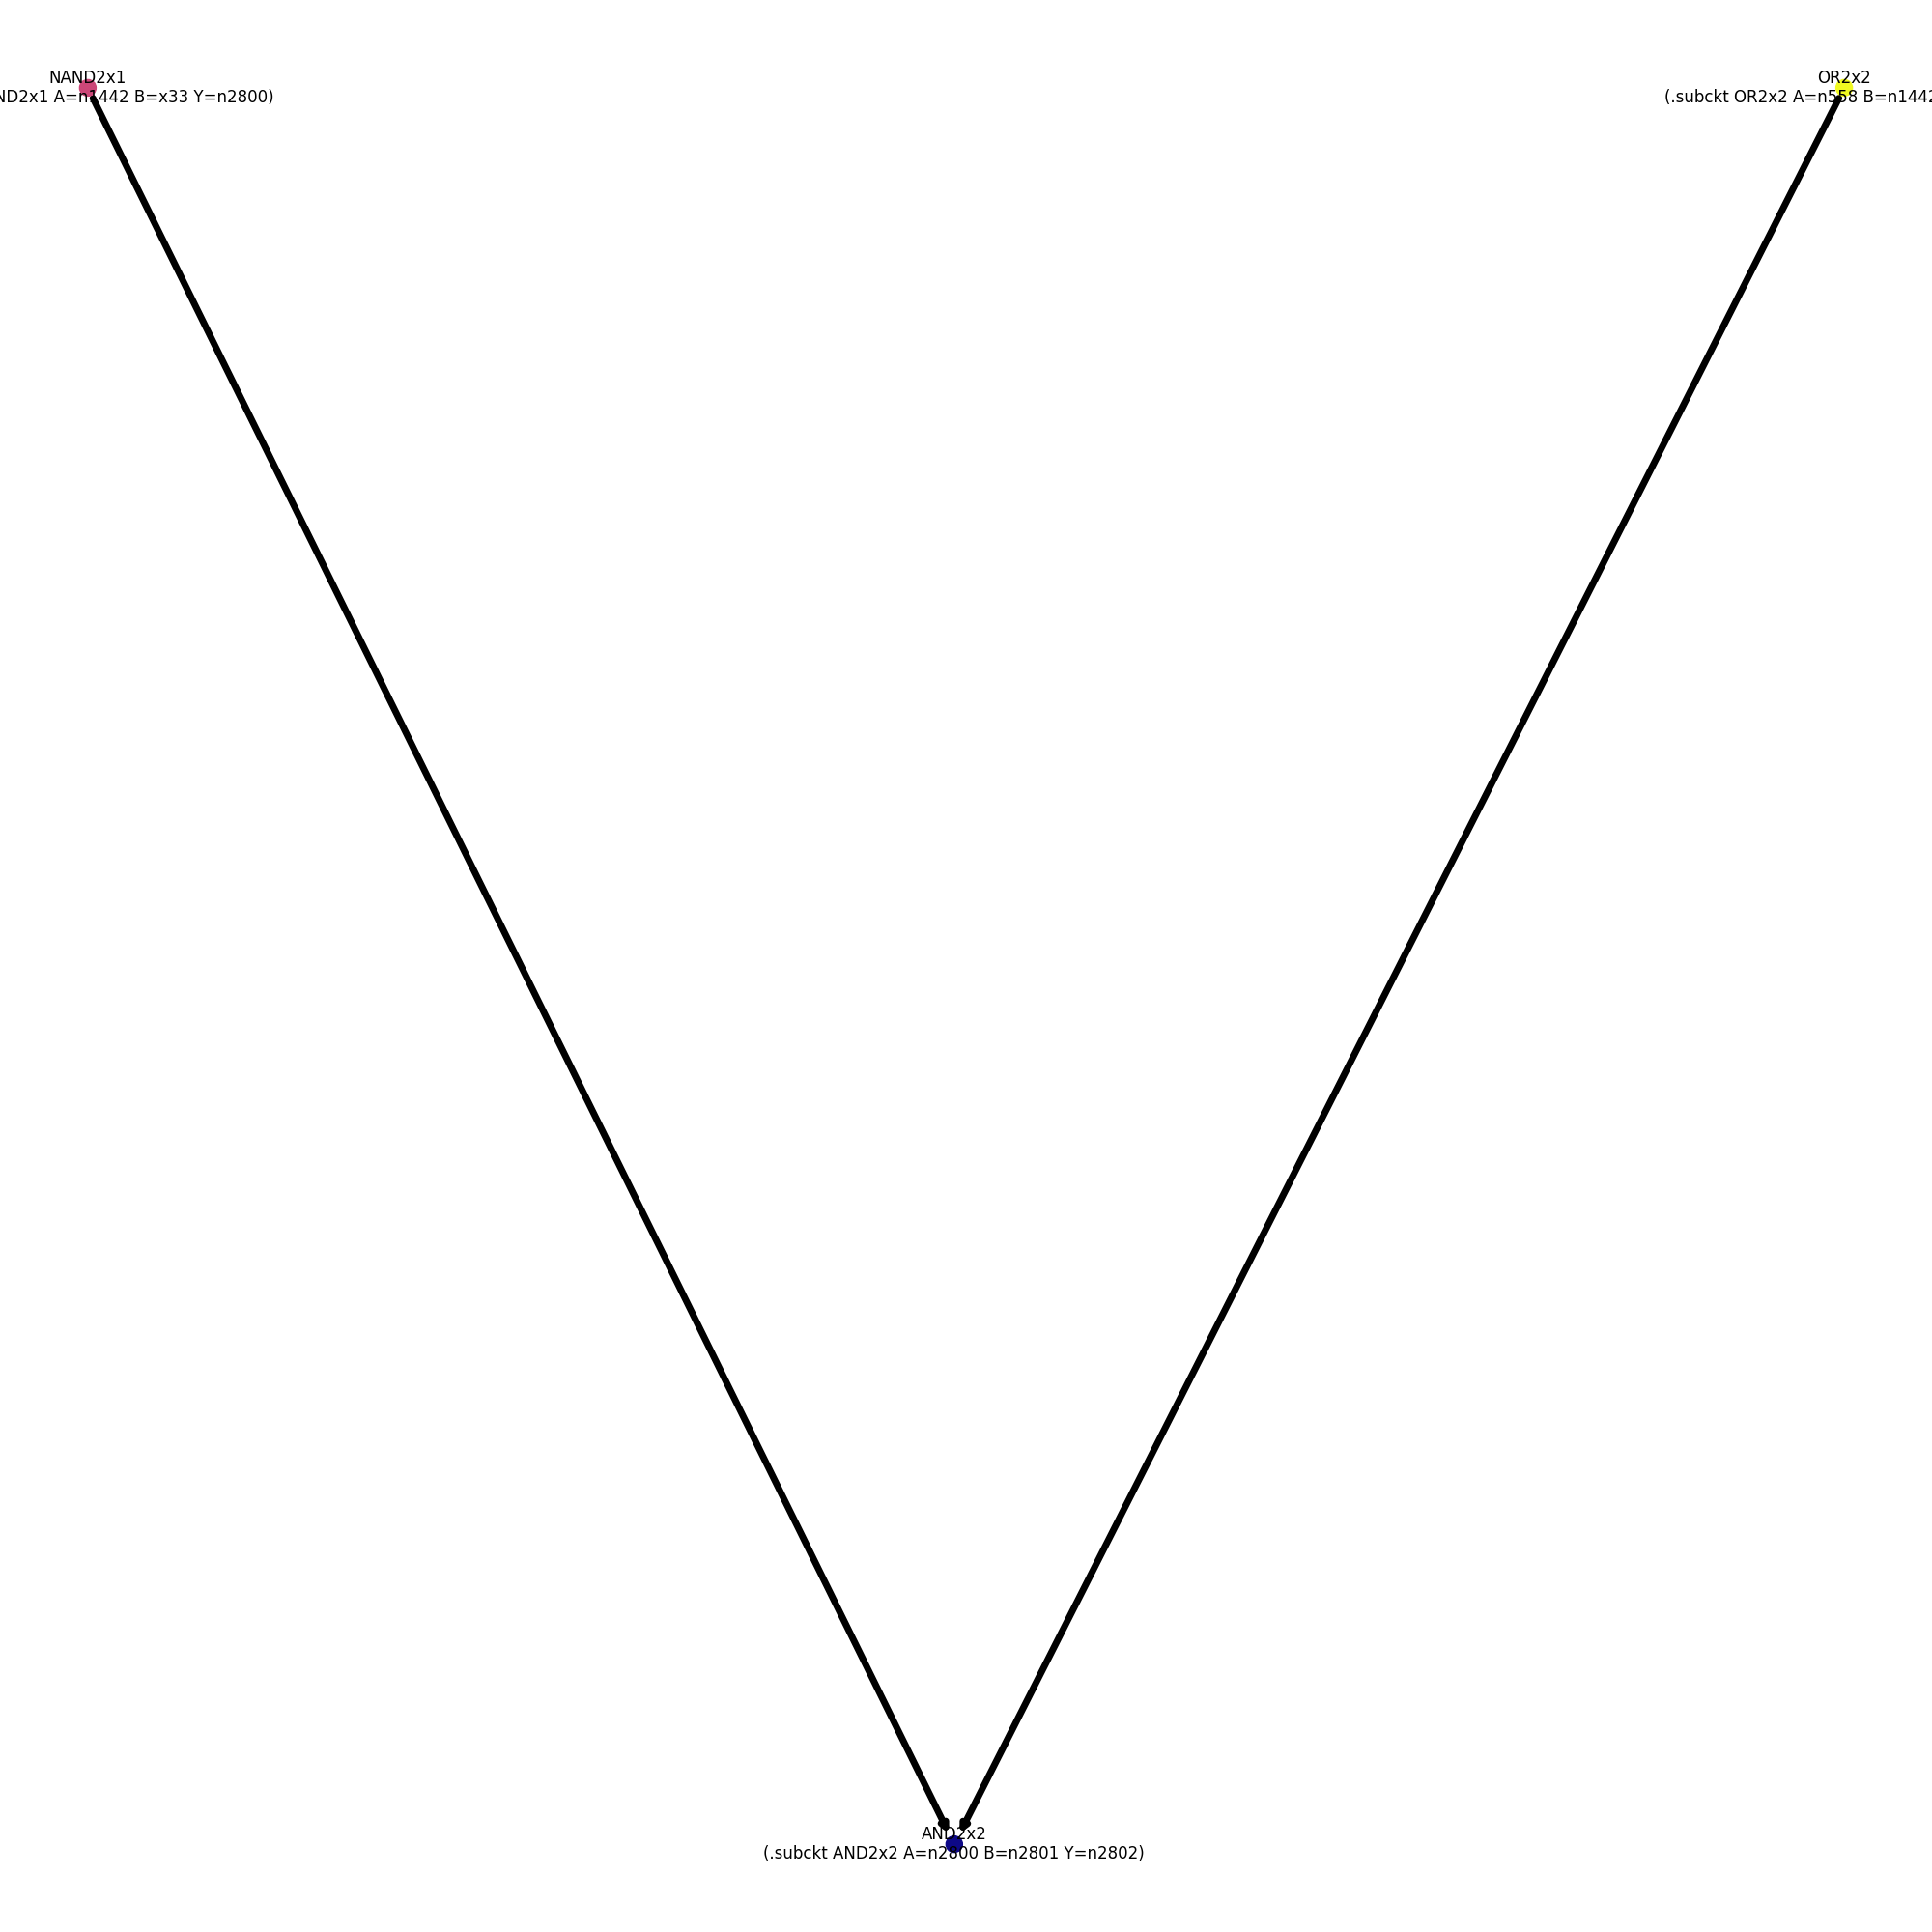 NAND2x1
ND2x1 A=n1442 B=x33 Y=n2800)
OR2x2
(.subckt OR2x2 A=n558 B=n1442
AND2x2
(.subckt AND2x2 A=n2800 B=n2801 Y=n2802)